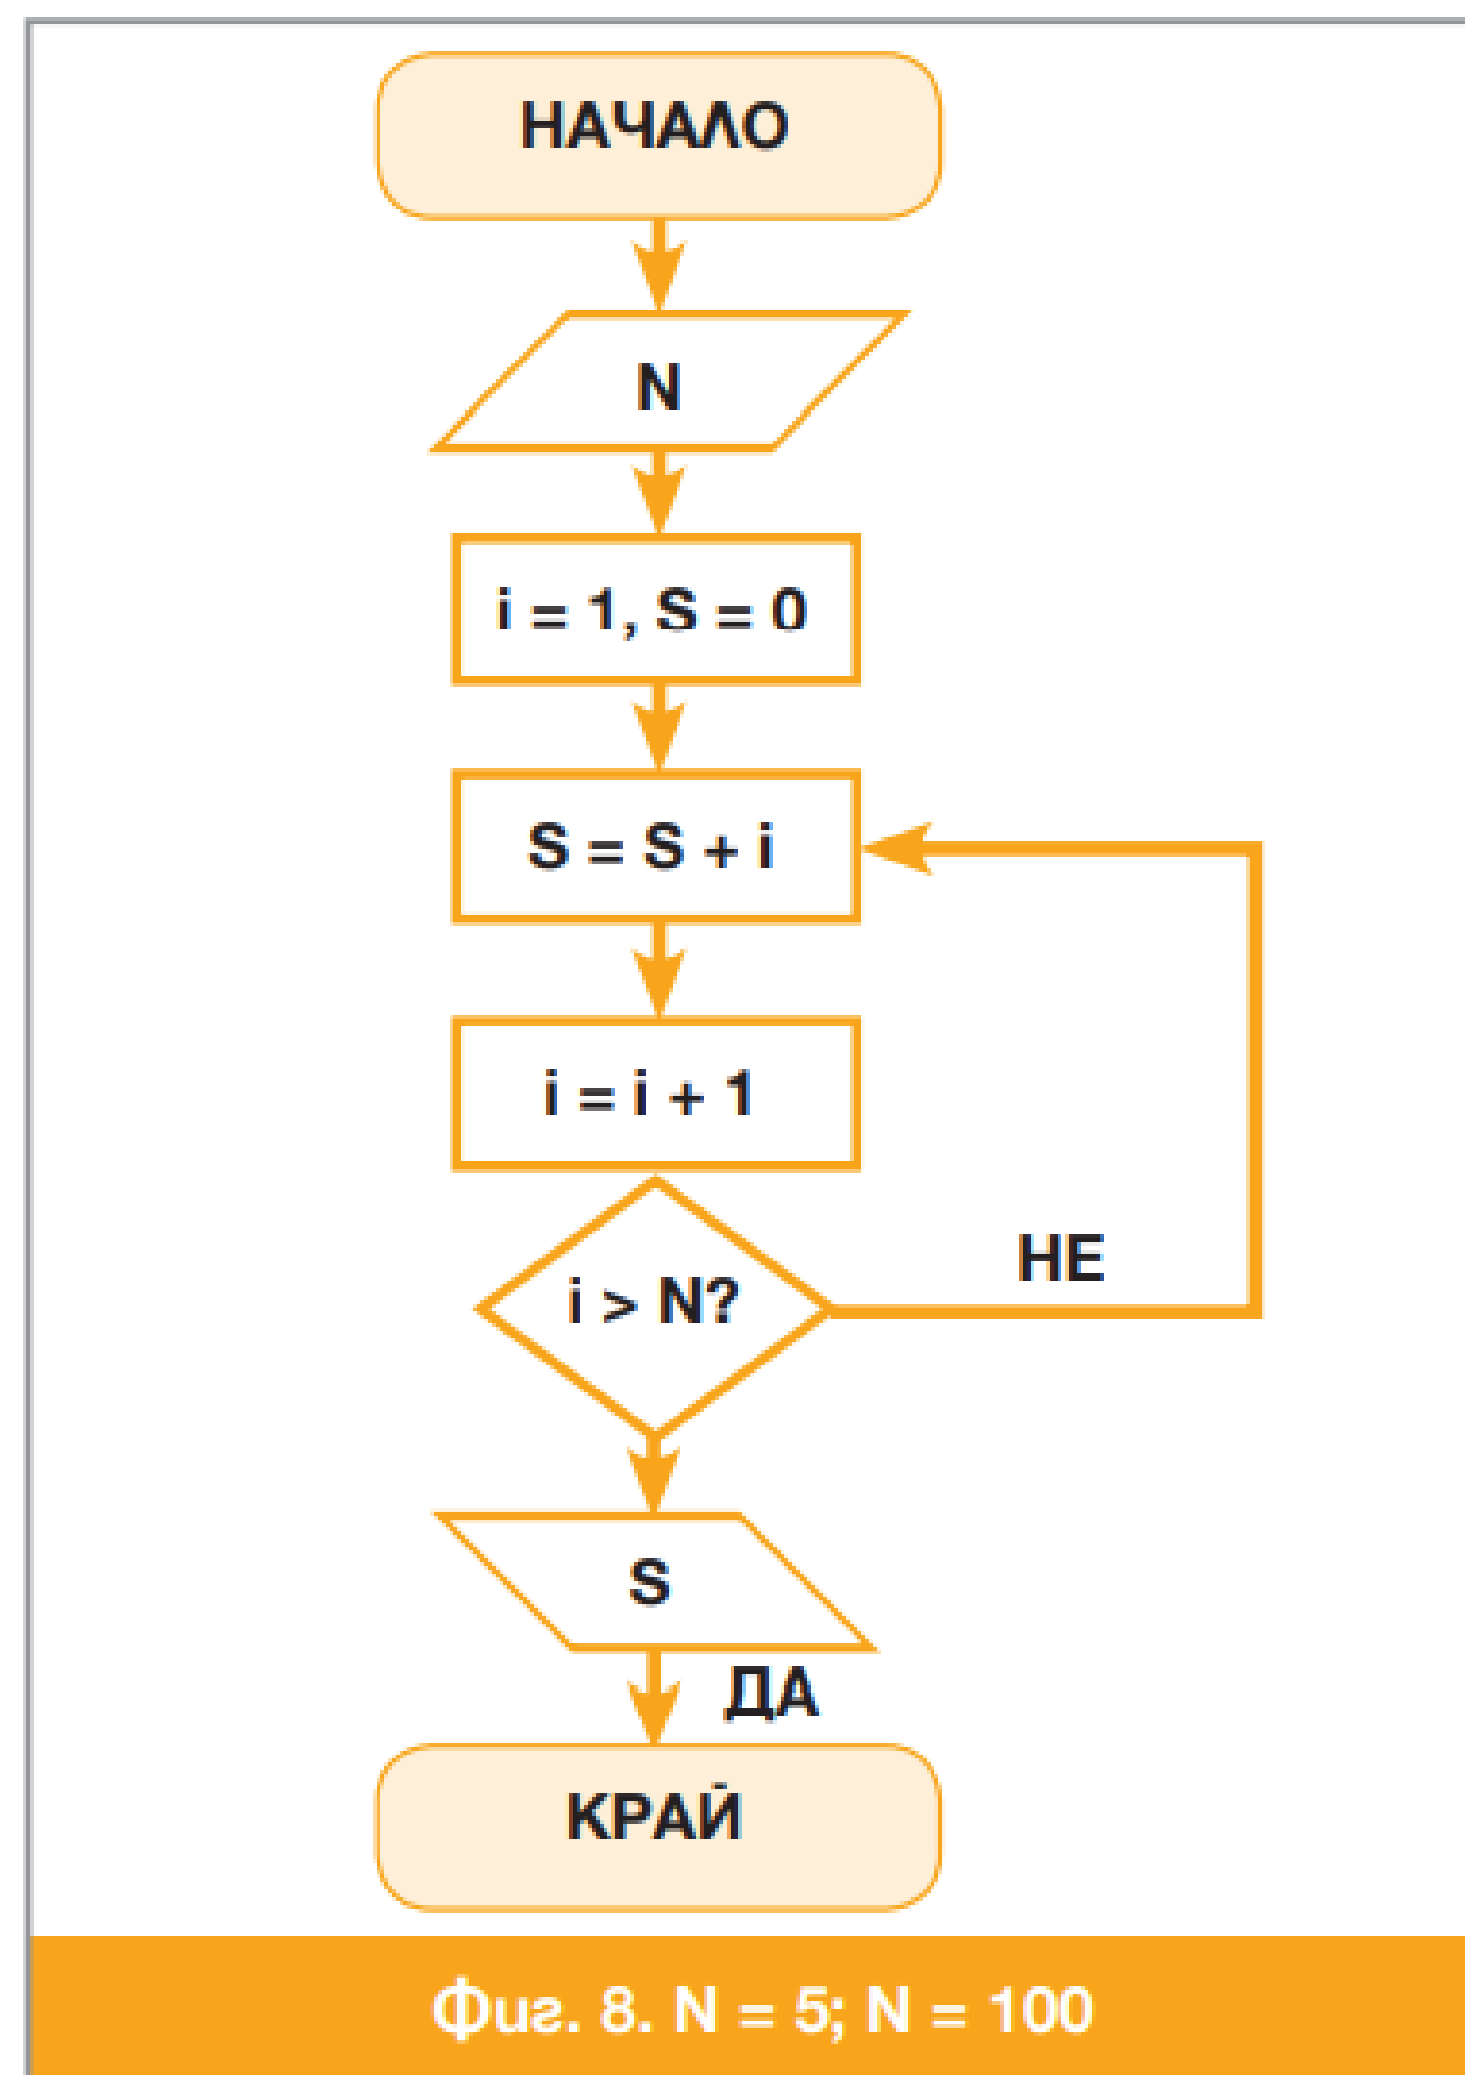 НАЧАЛО
N
i = 1, S = 0
S = S + i
i = i + 1
i > N?
НЕ
S
ДА
КРАЙ
Фиг. 8. N = 5; N = 100